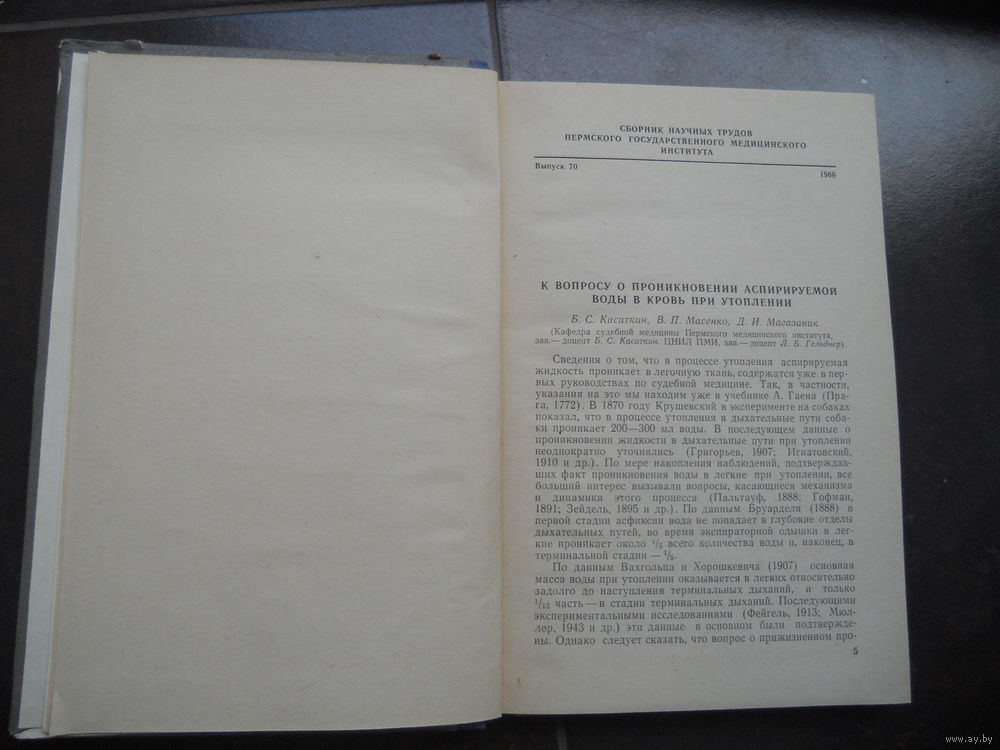 СБОРНИК НАУЧНЫХ ТРУДОВ
ПЕРМСКОГО ГОСУДАРСТВЕННОГО МЕДИЦИНСКОГО
ИНСТИТУТА
Выпуск 70
1966
К ВОПРОСУ О ПРОНИКНОВЕНИИ АСПИРИРУЕМОЙ
ВОДЫ В КРОВЬ ПРИ УТОПЛЕНИИ
Б. С. Касаткин, В. П. Масенко, Д. И. Магазаник
(Кафедра судебной медицины Пермского медицинского института,
зав.— доцент Б. С. Касаткин. ЦНИЛ ПМИ, зав.— доцент Л. Б. Гельднер).
Сведения о том, что в процессе утопления аспирируемая
жидкость проникает в легочную ткань, содержатся уже в пер-
вых руководствах по судебной медицине. Так, в частности,
указания на это мы находим уже в учебнике А. Гаена (Пра-
га, 1772). В 1870 году Крушевский в эксперименте на собаках
показал, что в процессе утопления в дыхательные пути соба-
ки проникает 200—300 мл воды. В последующем данные о
проникновении жидкости в дыхательные пути при утоплении
неоднократно уточнялись (Григорьев, 1907; Игнатовский,
1910 и др.). По мере накопления наблюдений, подтверждав-
ших факт проникновения воды в легкие при утоплении, все
больший интерес вызывали вопросы, касающиеся механизма
и динамики этого процесса (Пальтауф, 1888; Гофман,
1891; Зейдель, 1895 и др.). По данным Бруарделя (1888) в
первой стадии асфиксии вода не попадает в глубокие отделы
дыхательных путей, во время экспираторной одышки в лег-
кие проникает около 4/5 всего количества воды и, наконец, в
терминальной стадии — 1/5.
По данным Вахгольца и Хорошкевича (1907) основная
масса воды при утоплении оказывается в легких относительно
задолго до наступления терминальных дыханий, и только
1/15 часть — в стадии терминальных дыханий. Последующими
экспериментальными исследованиями (Фейгель, 1913; Мюл-
лер, 1943 и др.) эти данные в основном были подтвержде-
ны. Однако следует сказать, что вопрос о прижизненном про-
5
www.ay.by